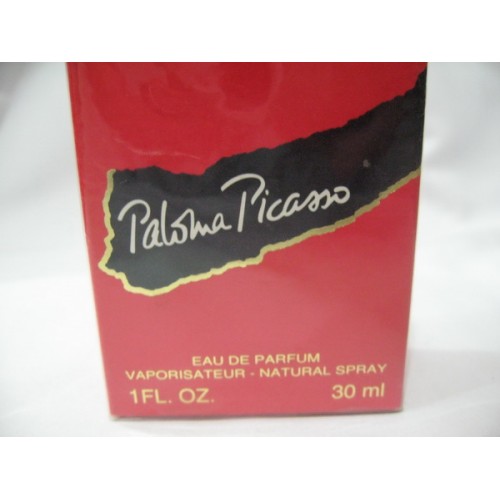 Paloma Picasso
EAU DE PARFUM
VAPORISATEUR - NATURAL SPRAY
1FL. OZ. 30 ml